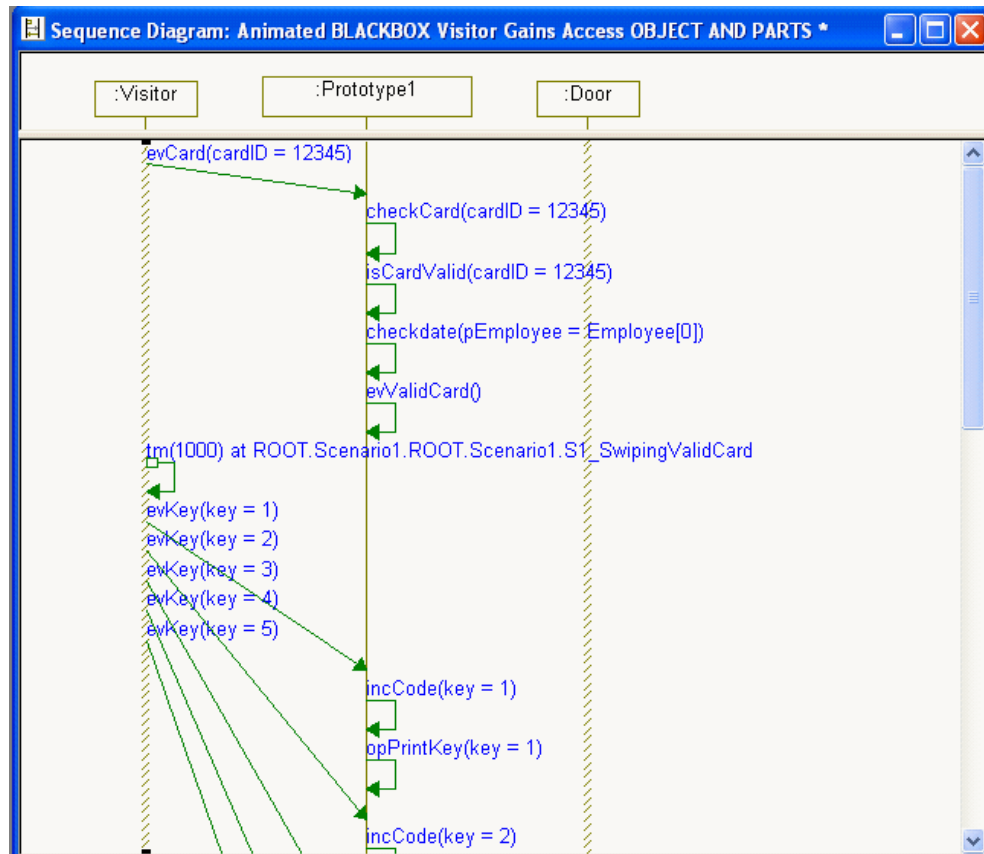 Sequence Diagram: Animated BLACKBOX Visitor Gains Access OBJECT AND PARTS *
:Visitor
:Prototype1
:Door
evCard(cardID = 12345)
checkCard(cardID = 12345)
isCardValid(cardID = 12345)
checkdate(pEmployee = Employee[0])
evValidCard()
tm(1000) at ROOT.Scenario1.ROOT.Scenario1.S1_SwipingValidCard
evKey(key = 1)
evKey(key = 2)
evKey(key = 3)
evKey(key = 4)
evKey(key = 5)
incCode(key = 1)
opPrintKey(key = 1)
incCode(key = 2)